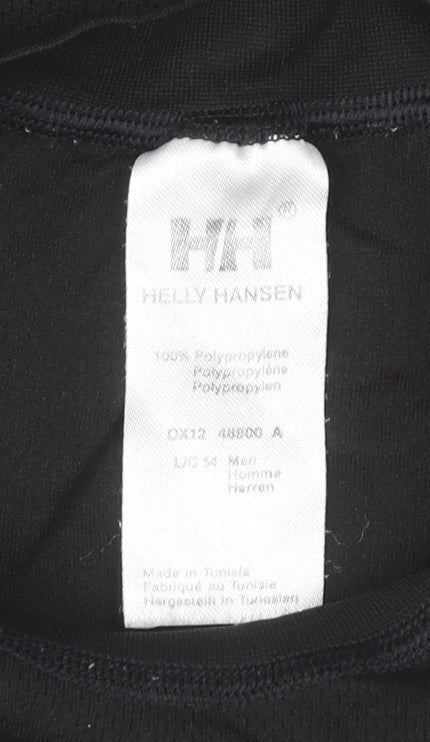 HH®
HELLY HANSEN
100% Polypropylene
Polypropylène
Polypropylen
OX12 48900 A
L/G 54 Men
Homme
Herren
Made in Tunisia
Fabriqué au Tunisie
Hergestellt in Tunesien